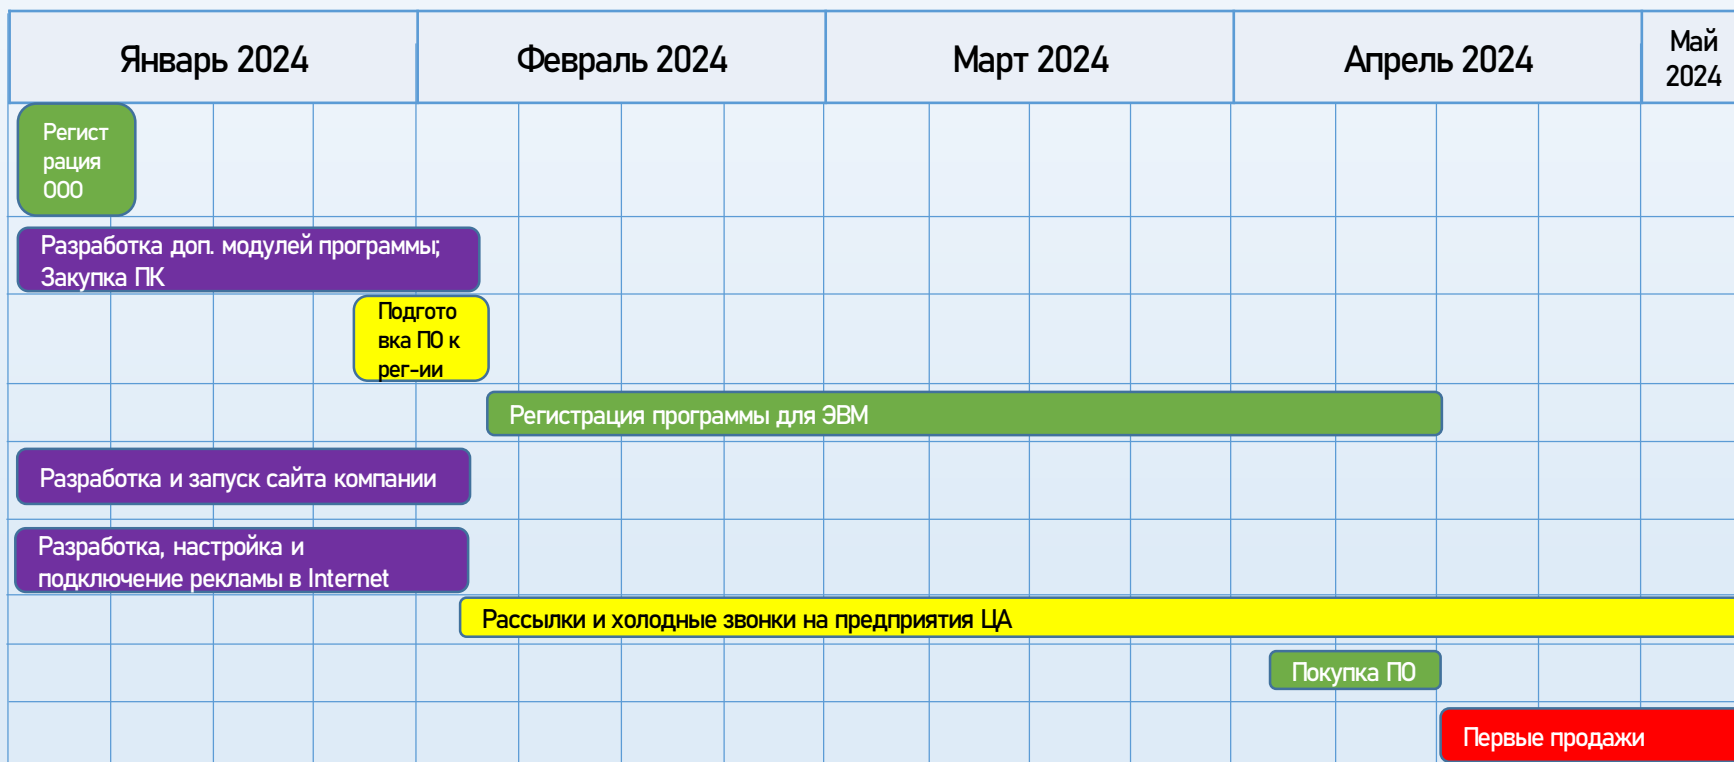 Январь 2024
Февраль 2024
Март 2024
Апрель 2024
Май
2024
Регист
рация
ООО
Разработка доп. модулей программы;
Закупка ПК
Подгото
вка ПО к
рег-ии
Регистрация программы для ЭВМ
Разработка и запуск сайта компании
Разработка, настройка и
подключение рекламы в Internet
Рассылки и холодные звонки на предприятия ЦА
Покупка ПО
Первые продажи